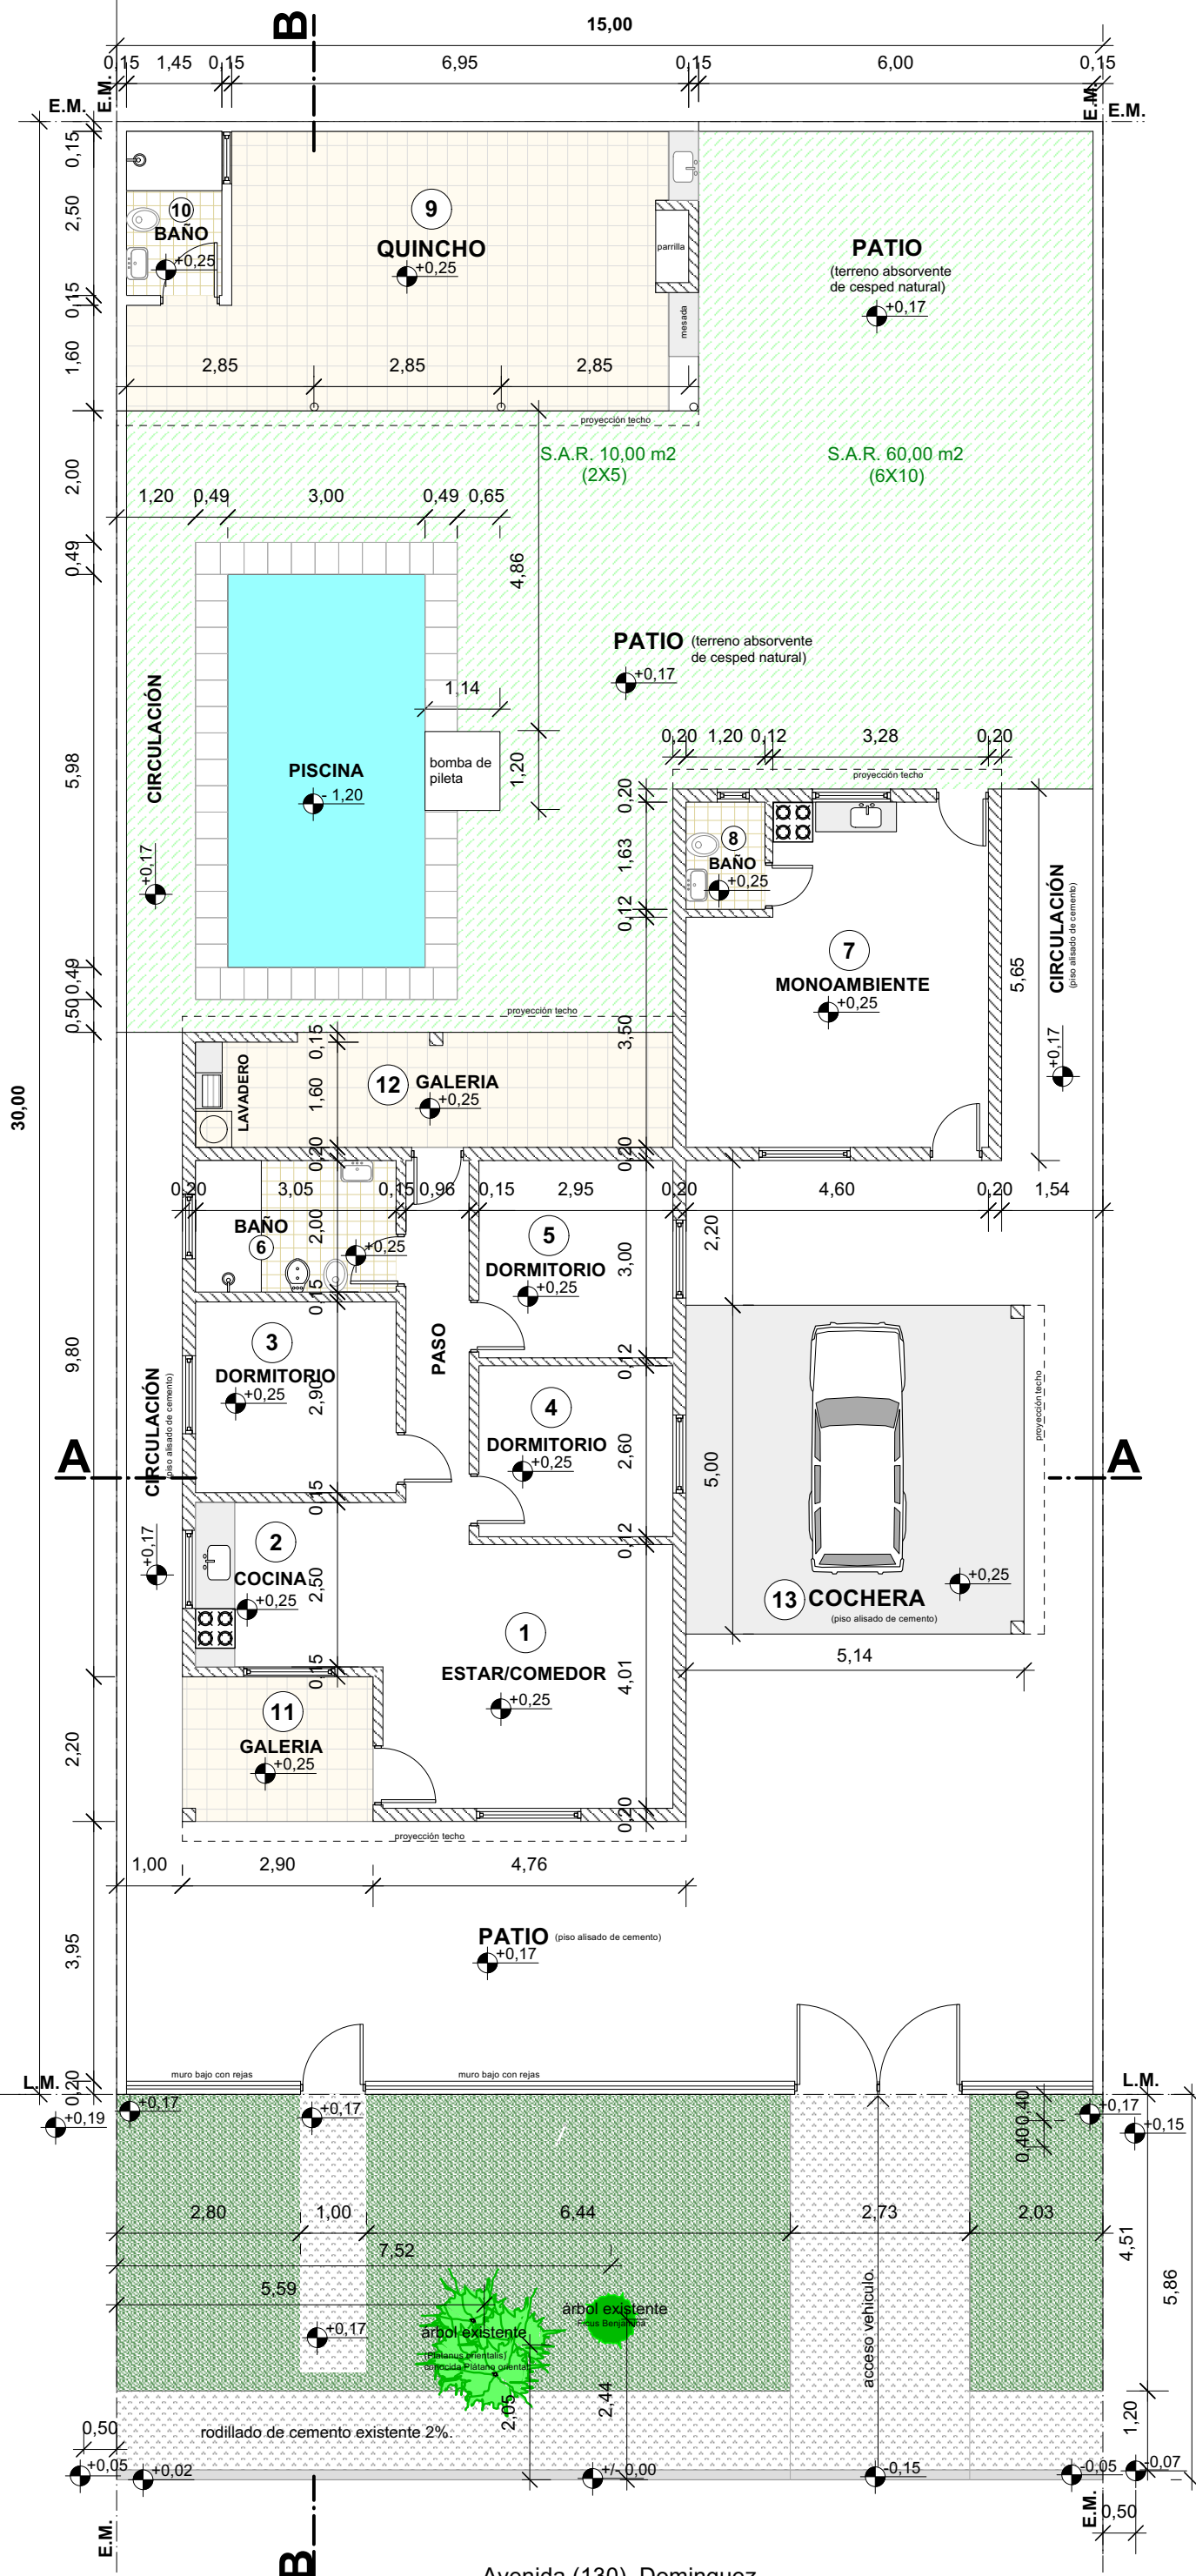 B
15,00
0,15 1,45 0,15 6,95 0,15 6,00 0,15
E.M. E.M. E.M. E.M.
0,15
2,50
0,15
1,60
10
BAÑO
+0,25
9
QUINCHO
+0,25
parrilla
mesada
PATIO
(terreno absorvente
de cesped natural)
+0,17
2,85 2,85 2,85
proyección techo
S.A.R. 10,00 m2
(2X5)
S.A.R. 60,00 m2
(6X10)
2,00
1,20 0,49 3,00 0,49 0,65
0,49
4,86
PATIO (terreno absorvente
de cesped natural)
+0,17
1,14
CIRCULACIÓN
+0,17
5,98
PISCINA
- 1,20
bomba de
pileta
1,20
0,20 1,20 0,12 3,28 0,20
proyección techo
0,20
1,63
0,12
8
BAÑO
+0,25
7
MONOAMBIENTE
+0,25
5,65
CIRCULACIÓN
(piso alisado de cemento)
+0,17
0,49
0,50
proyección techo
3,50
0,15
1,60
0,20
LAVADERO
12
GALERIA
+0,25
0,20
30,00
0,20 3,05 0,15 0,96 0,15 2,95 0,20 4,60 0,20 1,54
BAÑO
6
+0,25
2,00
0,15
5
DORMITORIO
+0,25
3,00
2,20
3
DORMITORIO
+0,25
2,90
PASO
0,12
9,80
CIRCULACIÓN
(piso alisado de cemento)
4
DORMITORIO
+0,25
2,60
5,00
proyección techo
A A
0,15
0,12
+0,17
2
COCINA
+0,25
2,50
0,15
+0,25
13 COCHERA
(piso alisado de cemento)
5,14
1
ESTAR/COMEDOR
+0,25
4,01
11
GALERIA
+0,25
2,20
0,20
proyección techo
1,00 2,90 4,76
3,95
PATIO (piso alisado de cemento)
+0,17
0,20
muro bajo con rejas muro bajo con rejas
L.M. L.M.
+0,19
+0,17
+0,17
+0,17
+0,15
0,40
0,40
2,80 1,00 6,44 2,73 2,03
7,52
5,59
4,51
5,86
árbol existente
Ficus Benjamina
árbol existente
(Platanus orientalis)
conocida Plátano oriental
+0,17
acceso vehículo.
2,05
2,44
1,20
rodillado de cemento existente 2%.
0,50
+0,05
+0,02
+/- 0,00
-0,15
-0,05
-0,07
E.M. E.M.
0,50
B
Avenida (130) Dominguez